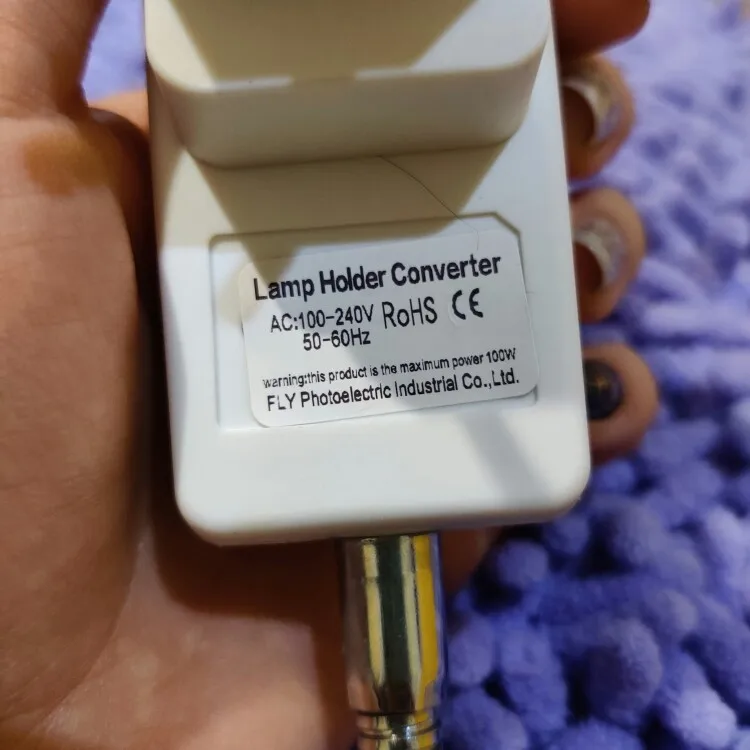 Lamp Holder Converter
AC:100-240V RoHS CE
50-60Hz
warning:this product is the maximum power 100W
FLY Photoelectric Industrial Co.,Ltd.